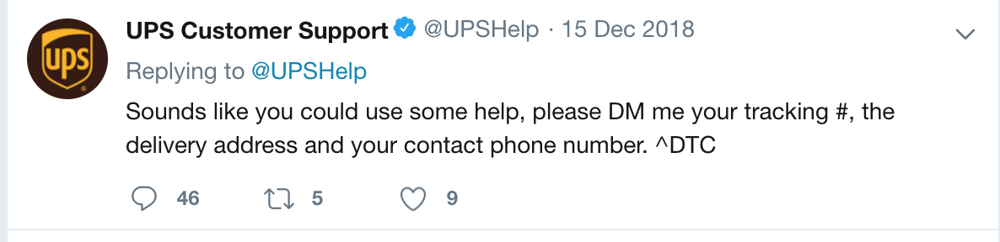 UPS Customer Support @UPSHelp · 15 Dec 2018
ups
Replying to @UPSHelp
Sounds like you could use some help, please DM me your tracking #, the
delivery address and your contact phone number. ^DTC
46 5 9